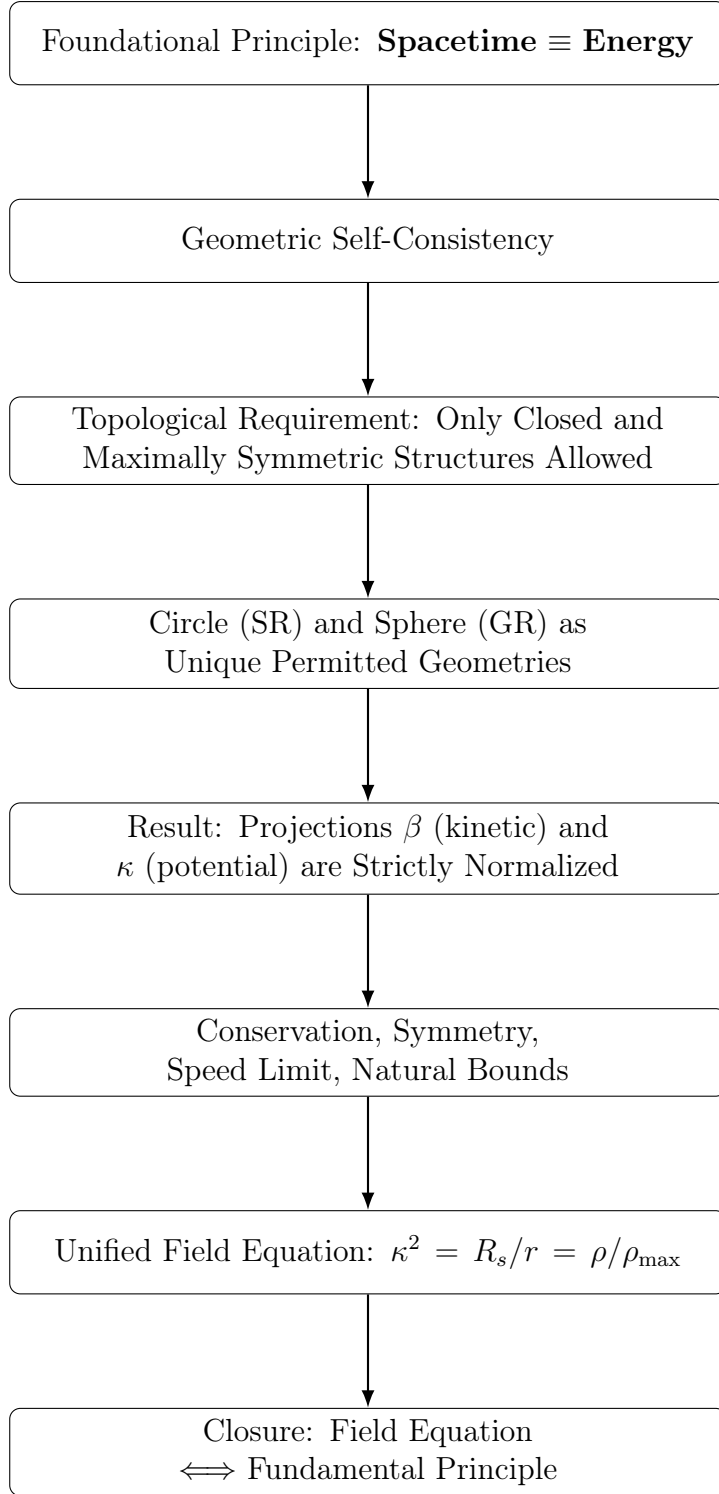 Foundational Principle: Spacetime ≡ Energy
Geometric Self-Consistency
Topological Requirement: Only Closed and
Maximally Symmetric Structures Allowed
Circle (SR) and Sphere (GR) as
Unique Permitted Geometries
Result: Projections β (kinetic) and
κ (potential) are Strictly Normalized
Conservation, Symmetry,
Speed Limit, Natural Bounds
Unified Field Equation: κ² = Rₛ/r = ρ/ρ_max
Closure: Field Equation
⟺ Fundamental Principle